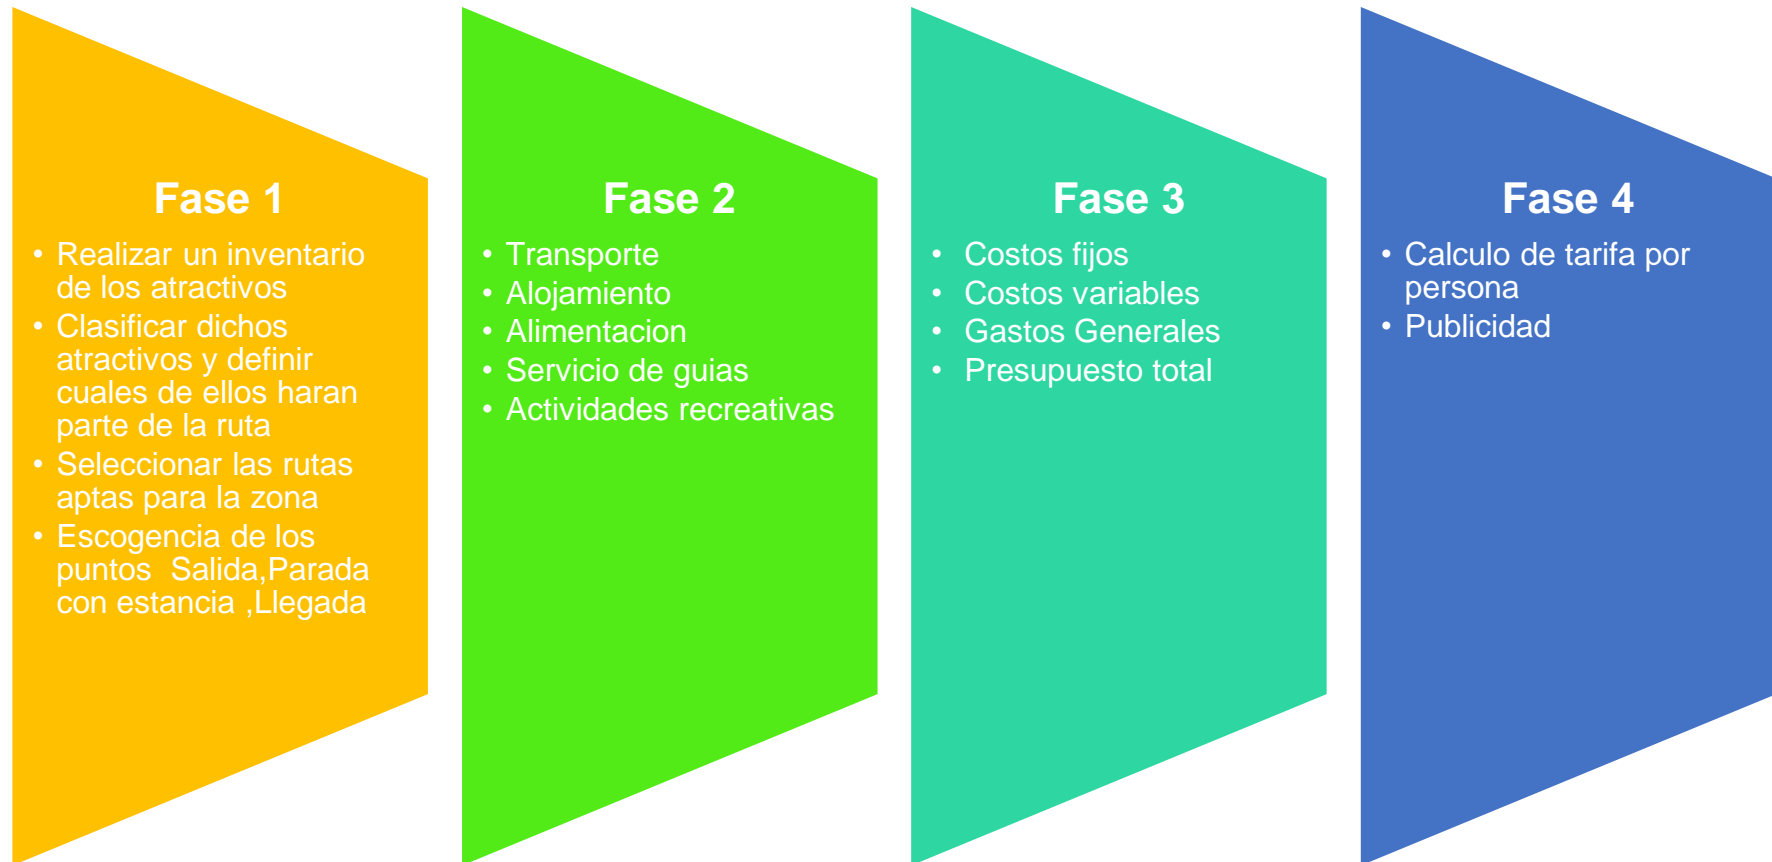 Fase 1
• Realizar un inventario
de los atractivos
• Clasificar dichos
atractivos y definir
cuales de ellos haran
parte de la ruta
• Seleccionar las rutas
aptas para la zona
• Escogencia de los
puntos  Salida,Parada
con estancia ,Llegada
Fase 2
• Transporte
• Alojamiento
• Alimentacion
• Servicio de guias
• Actividades recreativas
Fase 3
• Costos fijos
• Costos variables
• Gastos Generales
• Presupuesto total
Fase 4
• Calculo de tarifa por
persona
• Publicidad